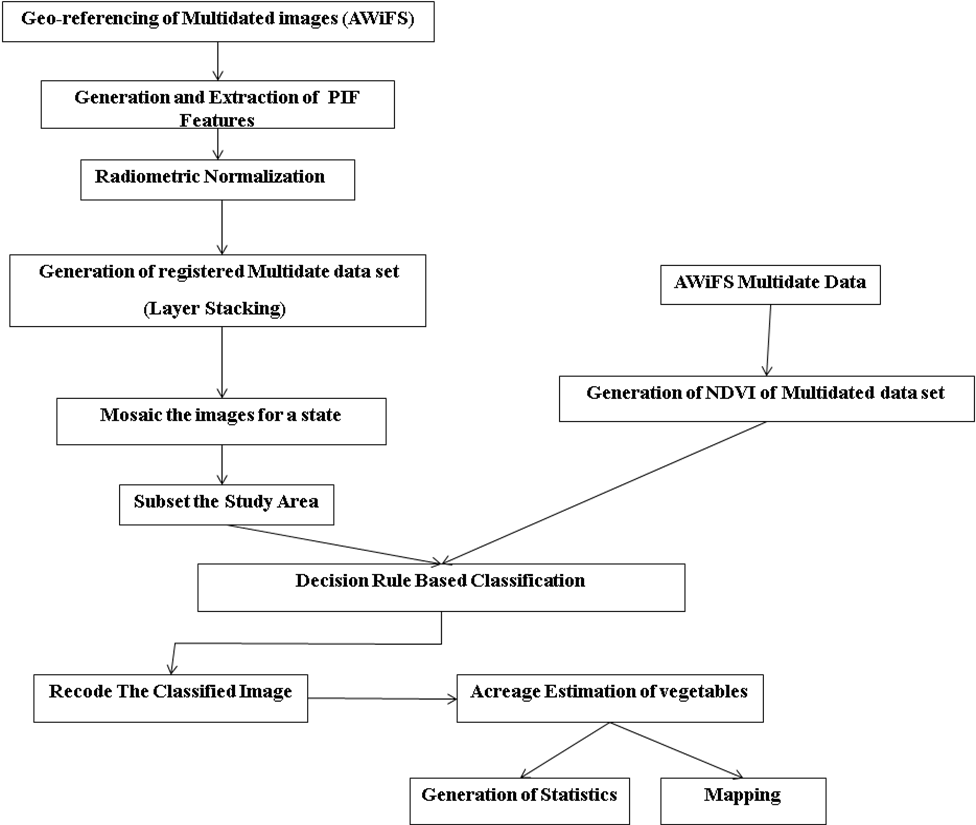 Geo-referencing of Multidated images (AWiFS)
Generation and Extraction of PIF
Features
Radiometric Normalization
Generation of registered Multidate data set
(Layer Stacking)
AWiFS Multidate Data
Generation of NDVI of Multidated data set
Mosaic the images for a state
Subset the Study Area
Decision Rule Based Classification
Recode The Classified Image
Acreage Estimation of vegetables
Generation of Statistics
Mapping